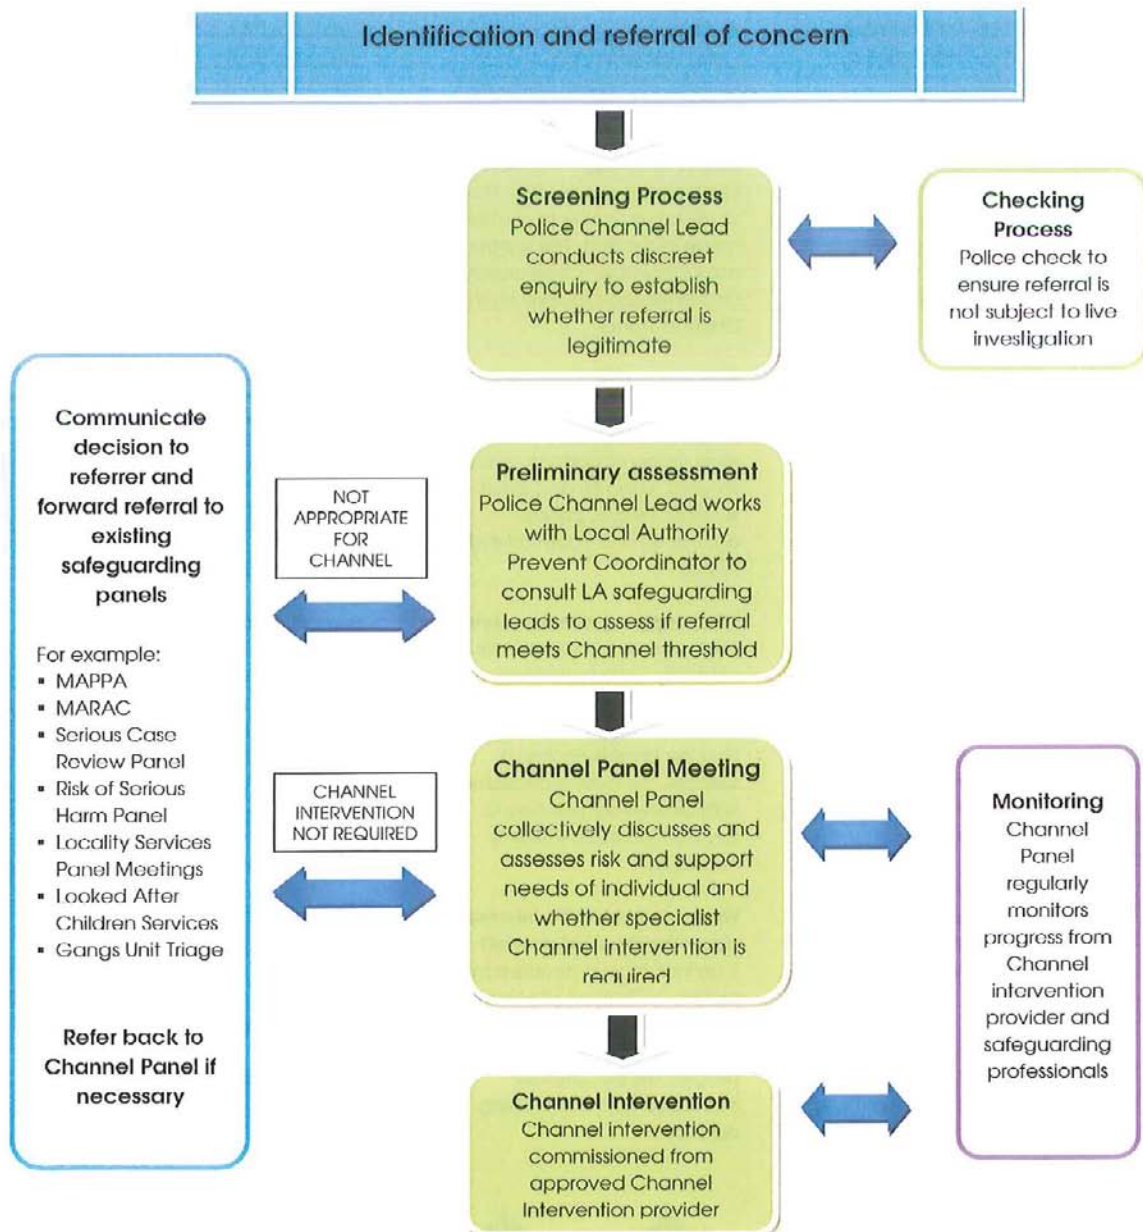 Identification and referral of concern
Screening Process
Police Channel Lead
conducts discreet
enquiry to establish
whether referral is
legitimate
Checking
Process
Police check to
ensure referral is
not subject to live
investigation
Communicate
decision to
referrer and
forward referral to
existing
safeguarding
panels
For example:
▪ MAPPA
▪ MARAC
▪ Serious Case
Review Panel
▪ Risk of Serious
Harm Panel
▪ Locality Services
Panel Meetings
▪ Looked After
Children Services
▪ Gangs Unit Triage
Refer back to
Channel Panel if
necessary
NOT
APPROPRIATE
FOR
CHANNEL
Preliminary assessment
Police Channel Lead works
with Local Authority
Prevent Coordinator to
consult LA safeguarding
leads to assess if referral
meets Channel threshold
CHANNEL
INTERVENTION
NOT REQUIRED
Channel Panel Meeting
Channel Panel
collectively discusses and
assesses risk and support
needs of individual and
whether specialist
Channel intervention is
required
Monitoring
Channel
Panel
regularly
monitors
progress from
Channel
intervention
provider and
safeguarding
professionals
Channel Intervention
Channel intervention
commissioned from
approved Channel
Intervention provider